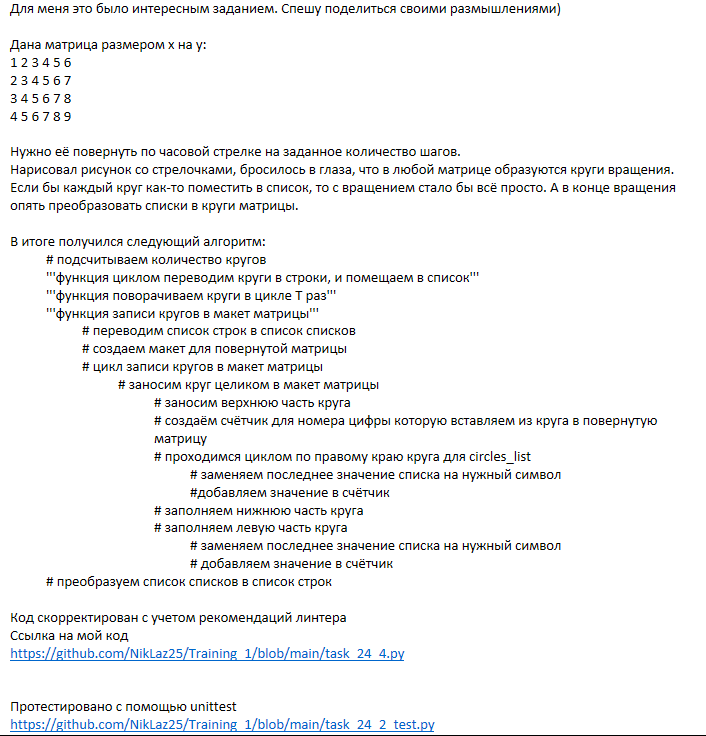 Для меня это было интересным заданием. Спешу поделиться своими размышлениями)
Дана матрица размером x на y:
1 2 3 4 5 6
2 3 4 5 6 7
3 4 5 6 7 8
4 5 6 7 8 9
Нужно её повернуть по часовой стрелке на заданное количество шагов.
Нарисовал рисунок со стрелочками, бросилось в глаза, что в любой матрице образуются круги вращения.
Если бы каждый круг как-то поместить в список, то с вращением стало бы всё просто. А в конце вращения
опять преобразовать списки в круги матрицы.
В итоге получился следующий алгоритм:
# подсчитываем количество кругов
'''функция циклом переводим круги в строки, и помещаем в список'''
'''функция поворачиваем круги в цикле T раз'''
'''функция записи кругов в макет матрицы'''
# переводим список строк в список списков
# создаем макет для повернутой матрицы
# цикл записи кругов в макет матрицы
# заносим круг целиком в макет матрицы
# заносим верхнюю часть круга
# создаём счётчик для номера цифры которую вставляем из круга в повернутую
матрицу
# проходимся циклом по правому краю круга для circles_list
# заменяем последнее значение списка на нужный символ
#добавляем значение в счётчик
# заполняем нижнюю часть круга
# заполняем левую часть круга
# заменяем последнее значение списка на нужный символ
# добавляем значение в счётчик
# преобразуем список списков в список строк
Код скорректирован с учетом рекомендаций линтера
Ссылка на мой код
https://github.com/NikLaz25/Training_1/blob/main/task_24_4.py
Протестировано с помощью unittest
https://github.com/NikLaz25/Training_1/blob/main/task_24_2_test.py